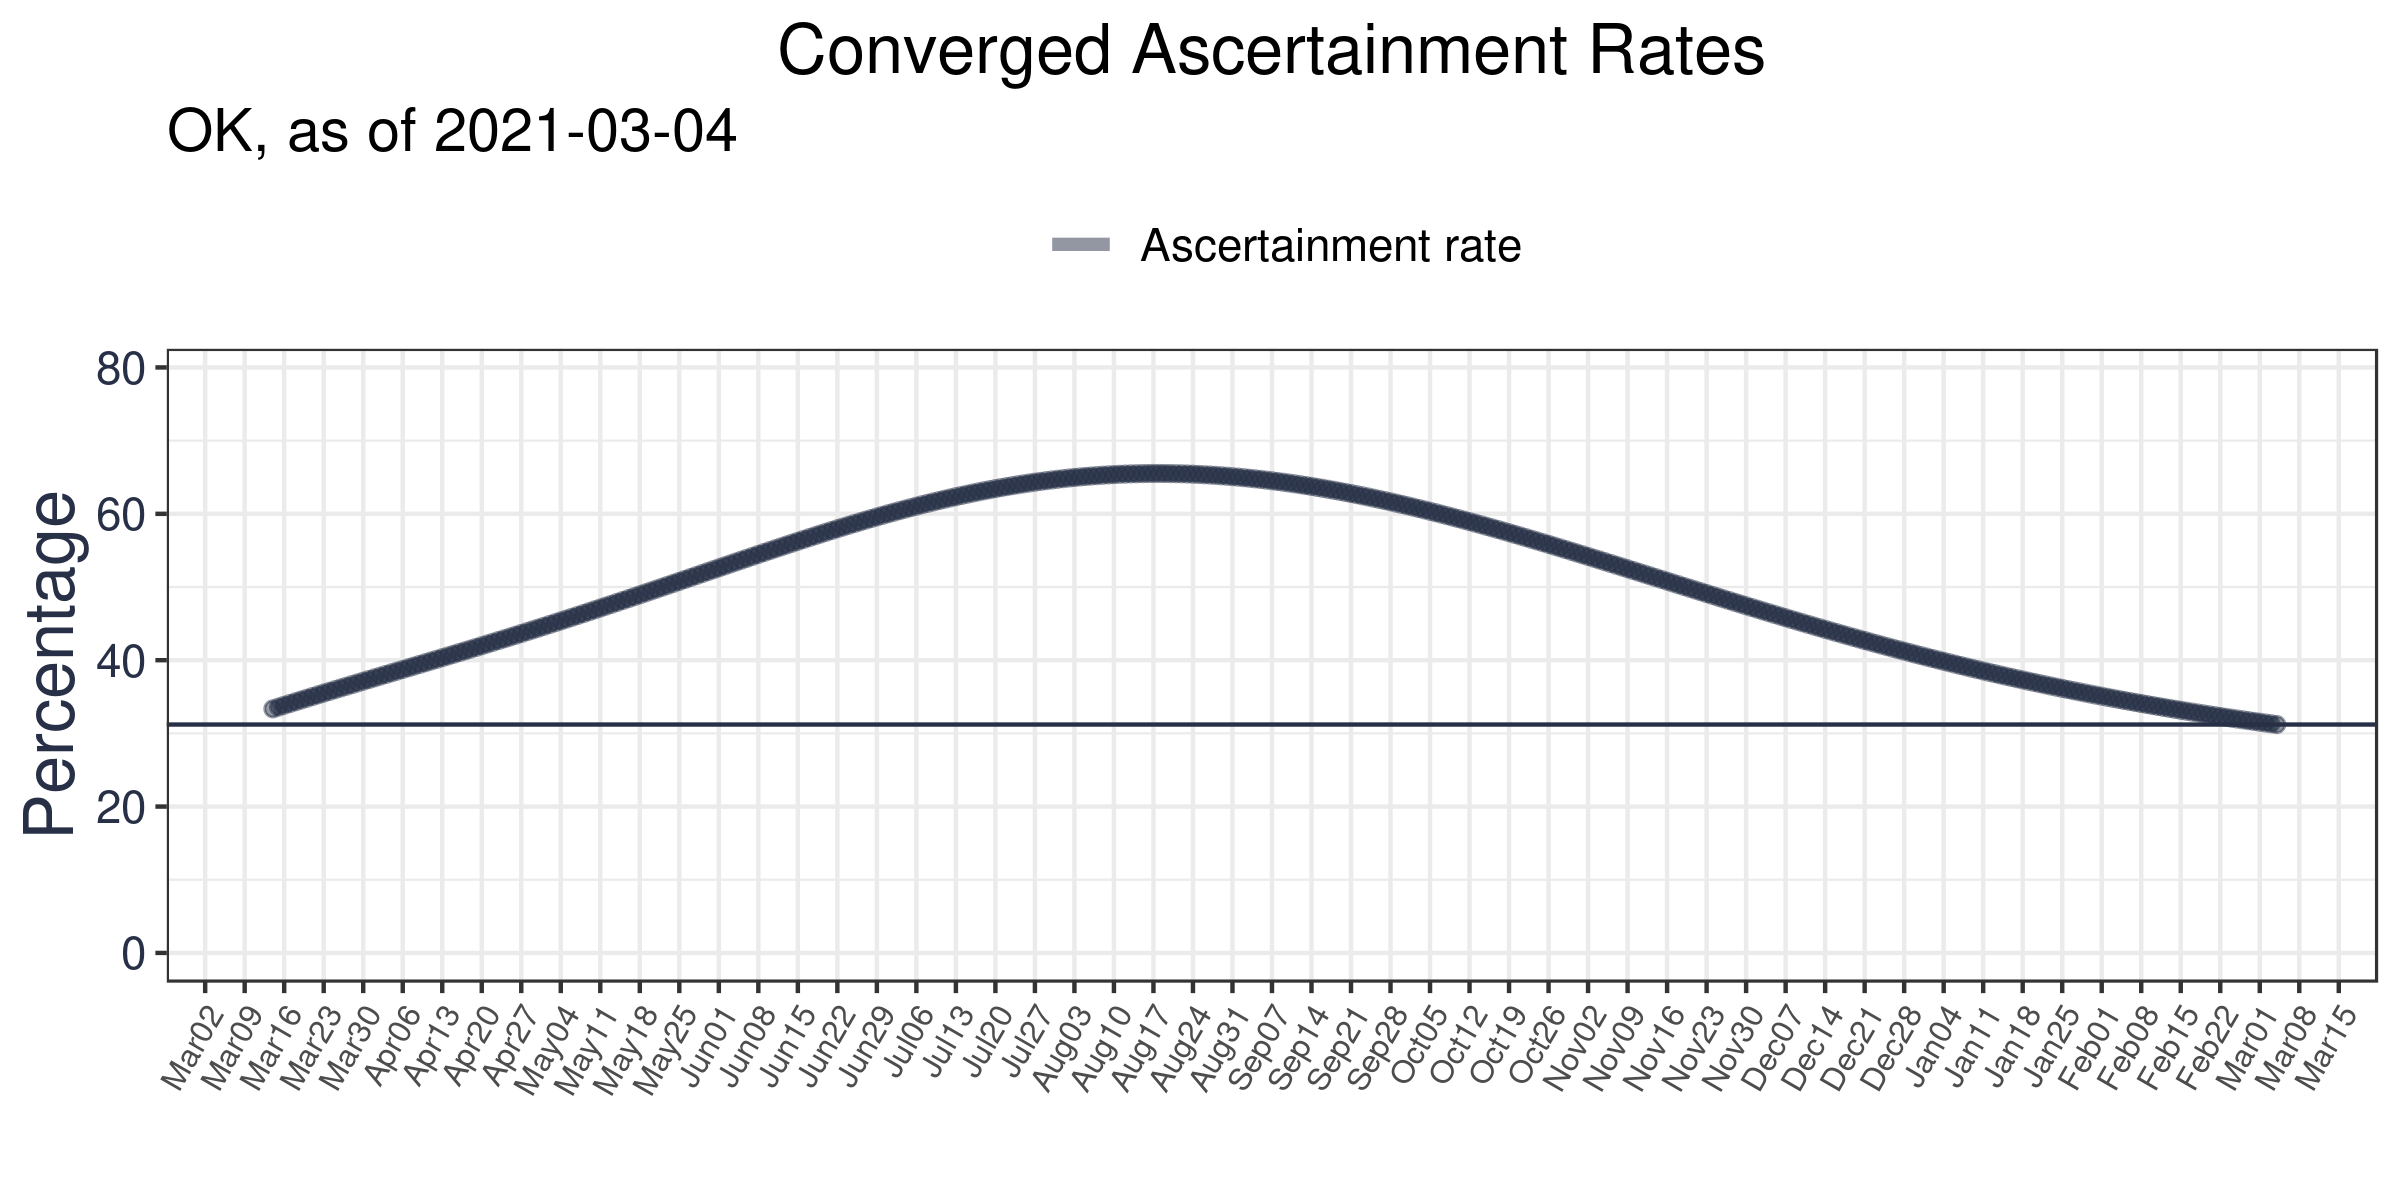 Converged Ascertainment Rates
OK, as of 2021-03-04
Ascertainment rate
Percentage
80
60
40
20
0
Mar02 Mar09 Mar16 Mar23 Mar30 Apr06 Apr13 Apr20 Apr27 May04 May11 May18 May25 Jun01 Jun08 Jun15 Jun22 Jun29 Jul06 Jul13 Jul20 Jul27 Aug03 Aug10 Aug17 Aug24 Aug31 Sep07 Sep14 Sep21 Sep28 Oct05 Oct12 Oct19 Oct26 Nov02 Nov09 Nov16 Nov23 Nov30 Dec07 Dec14 Dec21 Dec28 Jan04 Jan11 Jan18 Jan25 Feb01 Feb08 Feb15 Feb22 Mar01 Mar08 Mar15